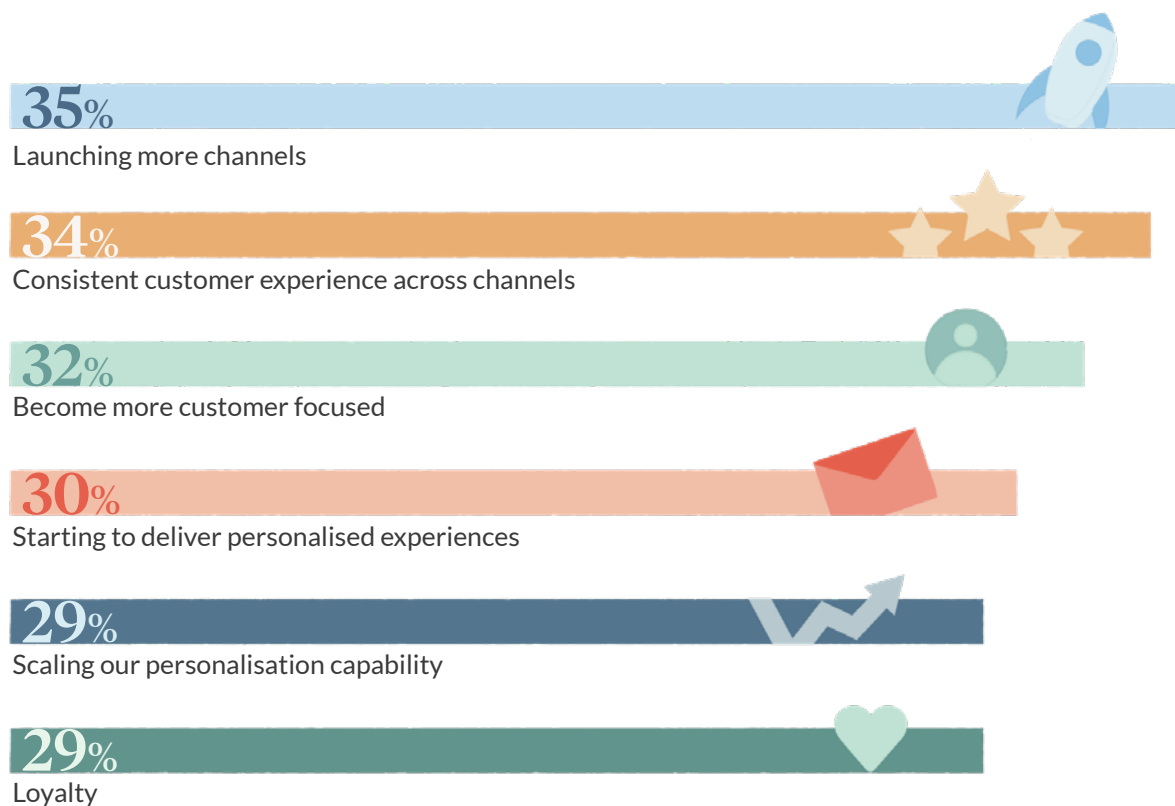 35%
Launching more channels
34%
Consistent customer experience across channels
32%
Become more customer focused
30%
Starting to deliver personalised experiences
29%
Scaling our personalisation capability
29%
Loyalty